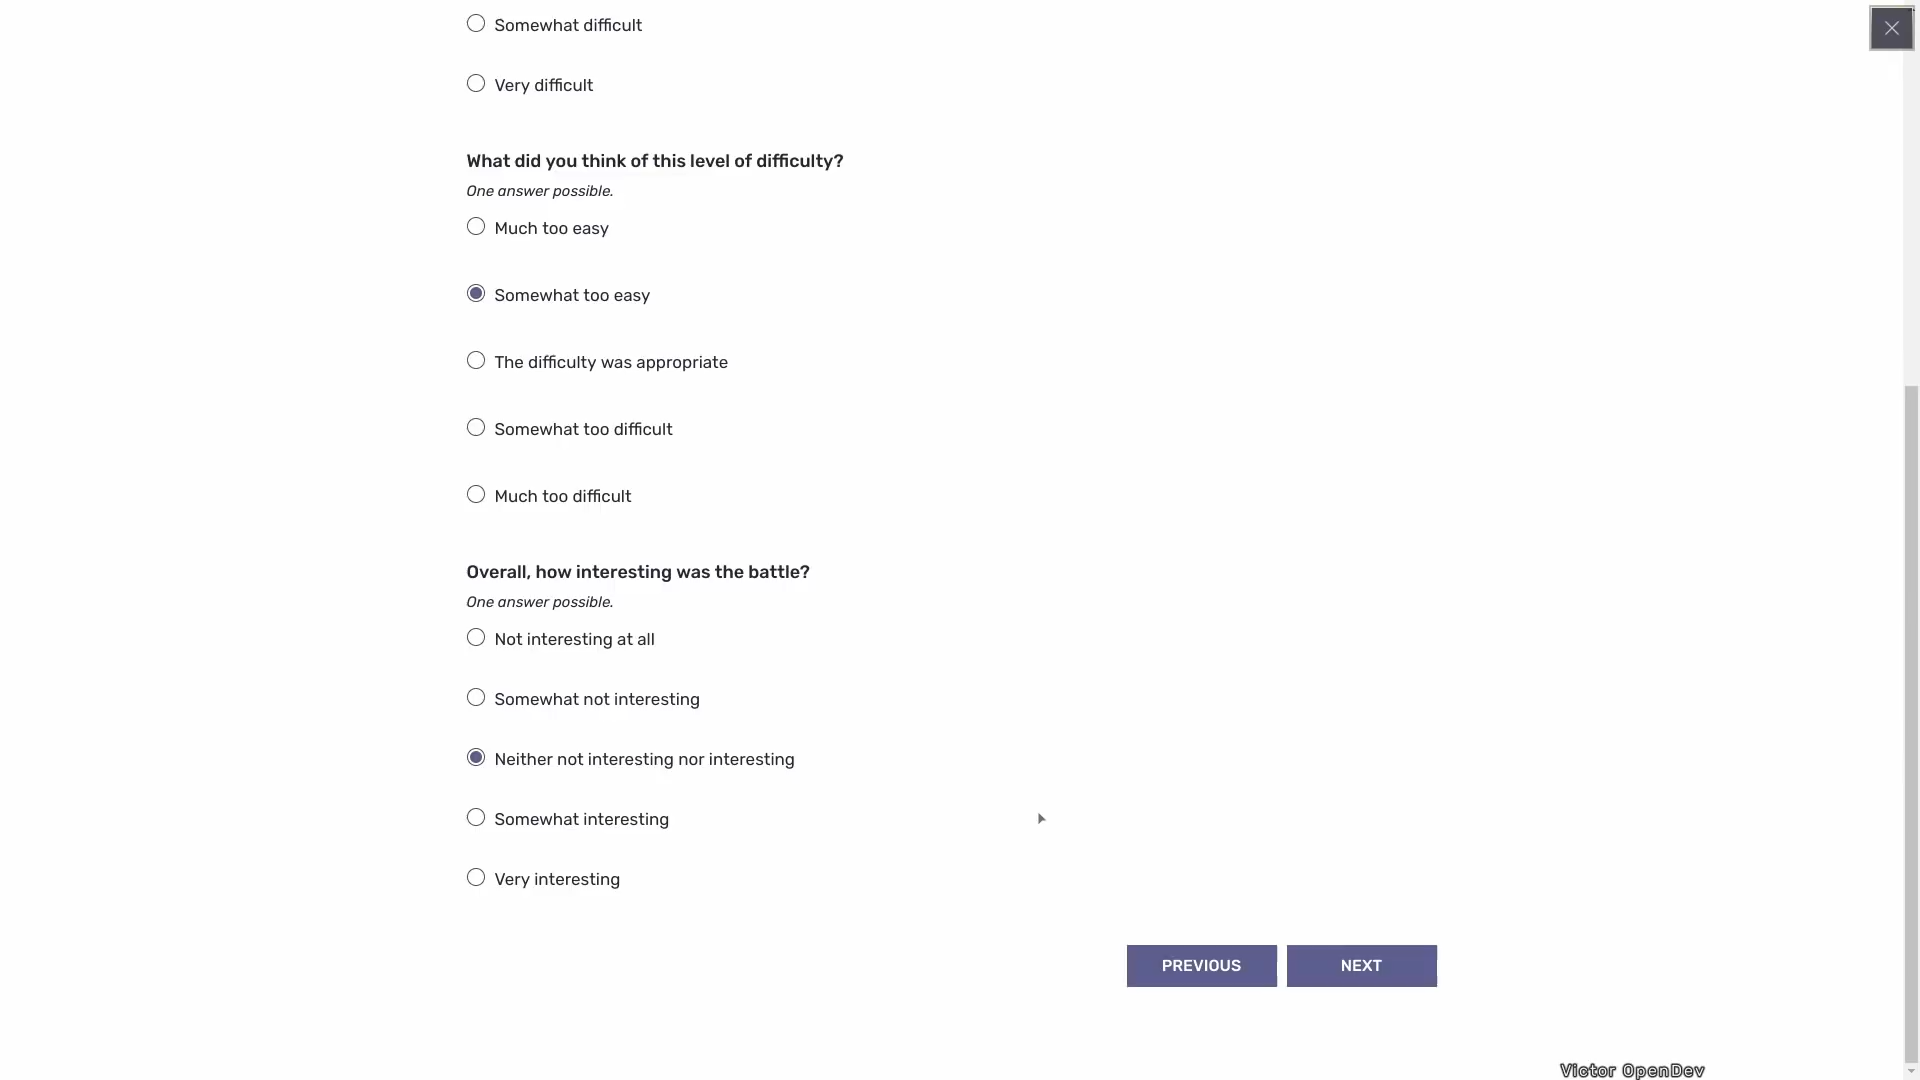 Somewhat difficult
Very difficult
What did you think of this level of difficulty?
One answer possible.
Much too easy
Somewhat too easy
The difficulty was appropriate
Somewhat too difficult
Much too difficult
Overall, how interesting was the battle?
One answer possible.
Not interesting at all
Somewhat not interesting
Neither not interesting nor interesting
Somewhat interesting
Very interesting
PREVIOUS
NEXT
Victor OpenDev